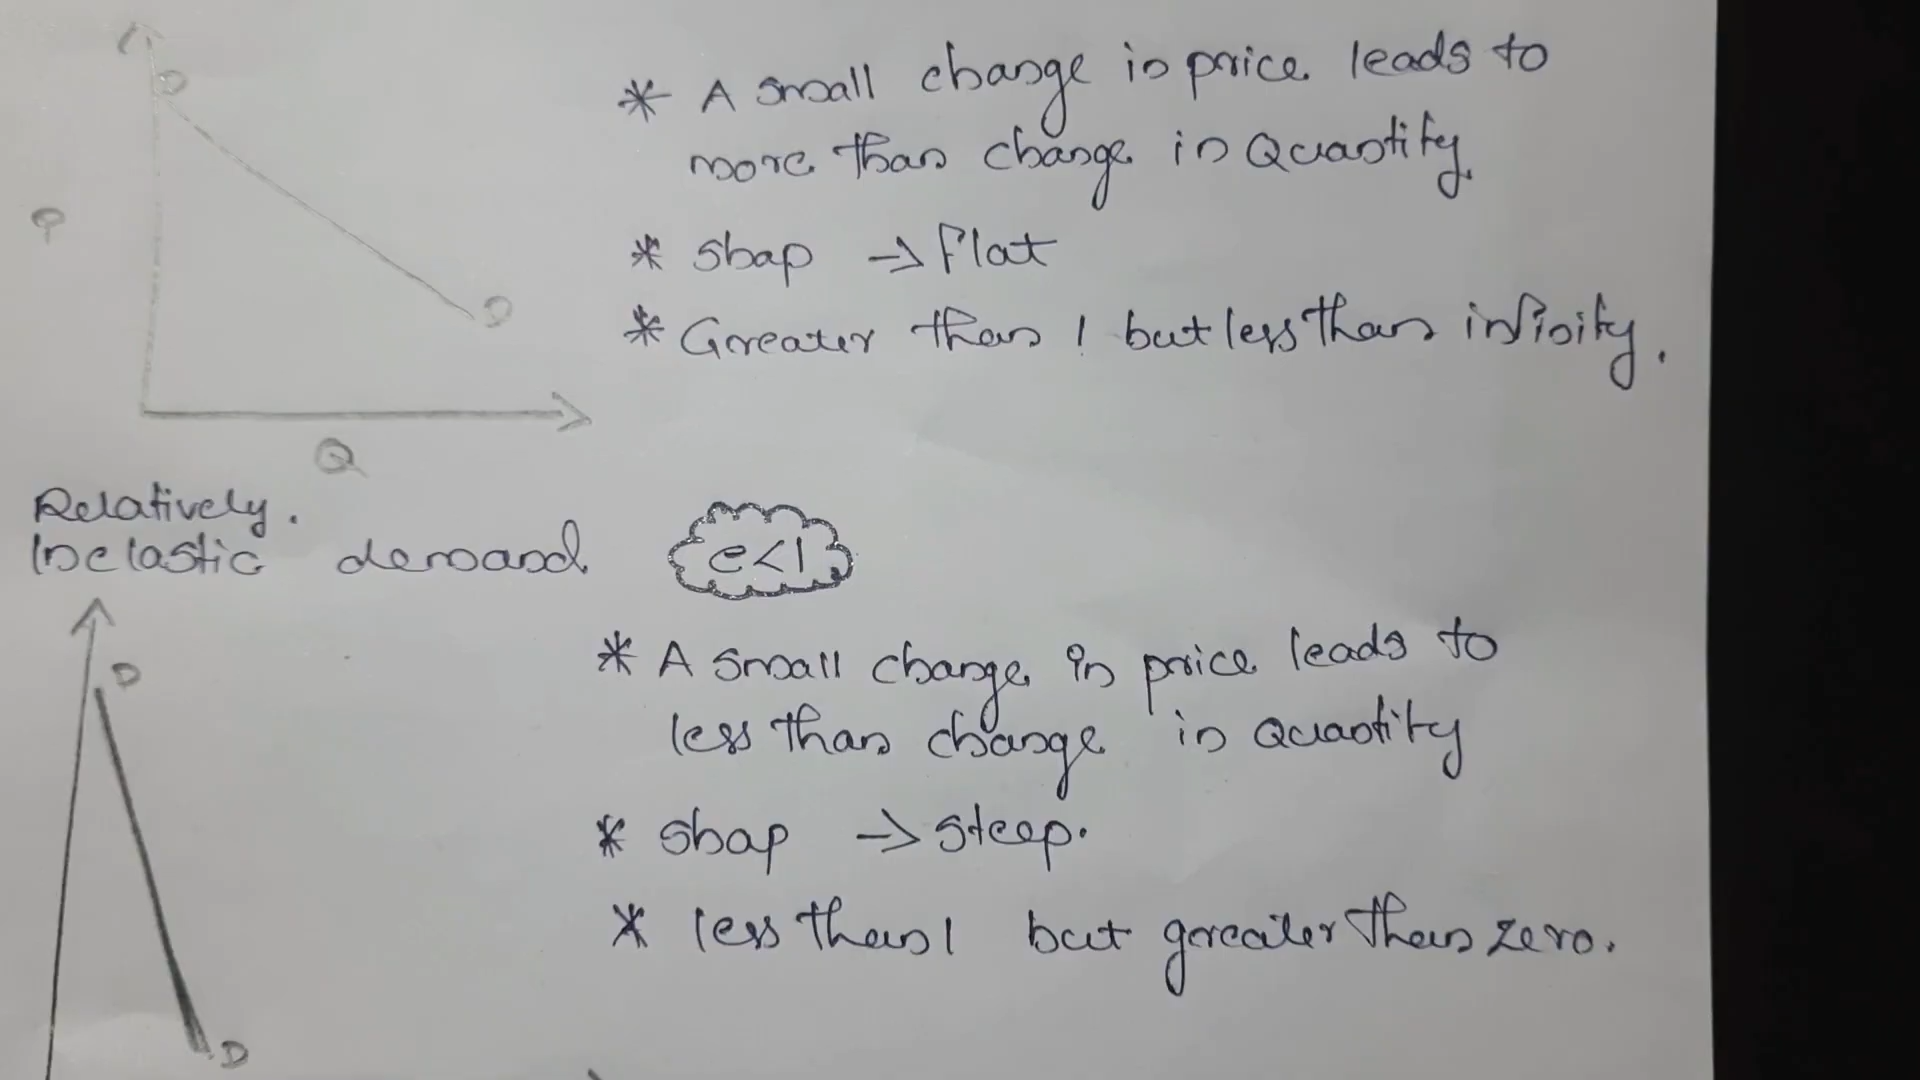 D
* A small change in price leads to
more than change in Quantity.
P
* shap → flat
D
* Greater than 1 but less than infinity.
Q
Relatively.
Inelastic demand
e<1
* A small change in price leads to
less than change in Quantity
D
* shap → steep.
* less than 1 but greater than zero.
D